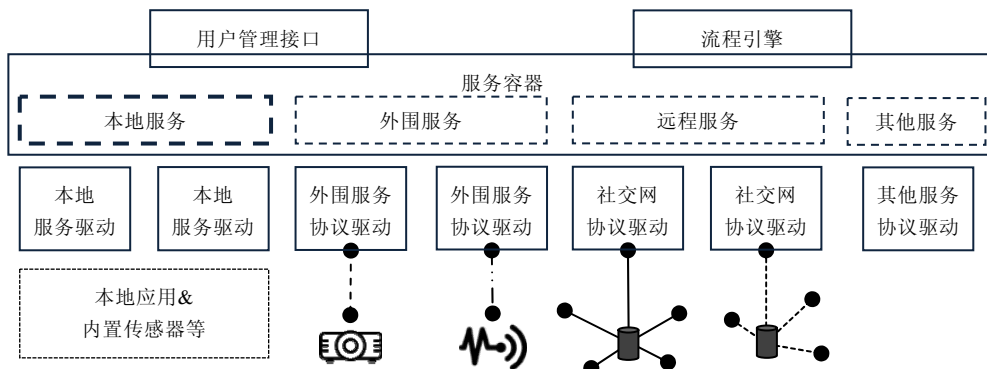 用户管理接口
流程引擎
服务容器
本地服务
外围服务
远程服务
其他服务
本地
服务驱动
本地
服务驱动
外围服务
协议驱动
外围服务
协议驱动
社交网
协议驱动
社交网
协议驱动
其他服务
协议驱动
本地应用&
内置传感器等